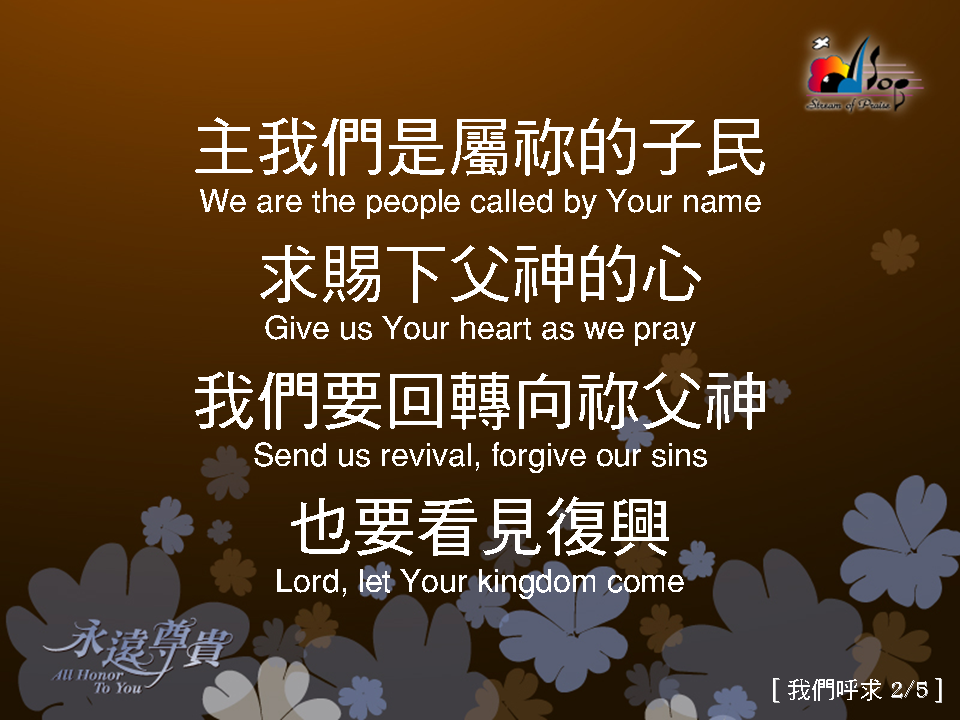 Sop
Stream of Praise
主我們是屬祢的子民
We are the people called by Your name
求賜下父神的心
Give us Your heart as we pray
我們要回轉向祢父神
Send us revival, forgive our sins
也要看見復興
Lord, let Your kingdom come
永遠尊貴
All Honor
To You
[ 我們呼求 2/5 ]